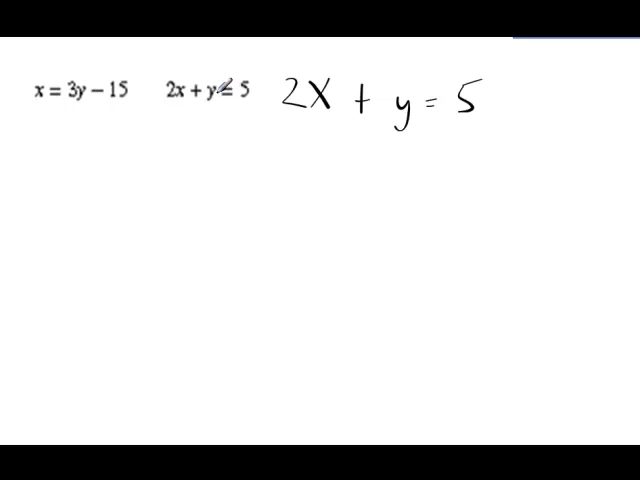 x = 3y − 15 2x + y = 5 2X + y = 5